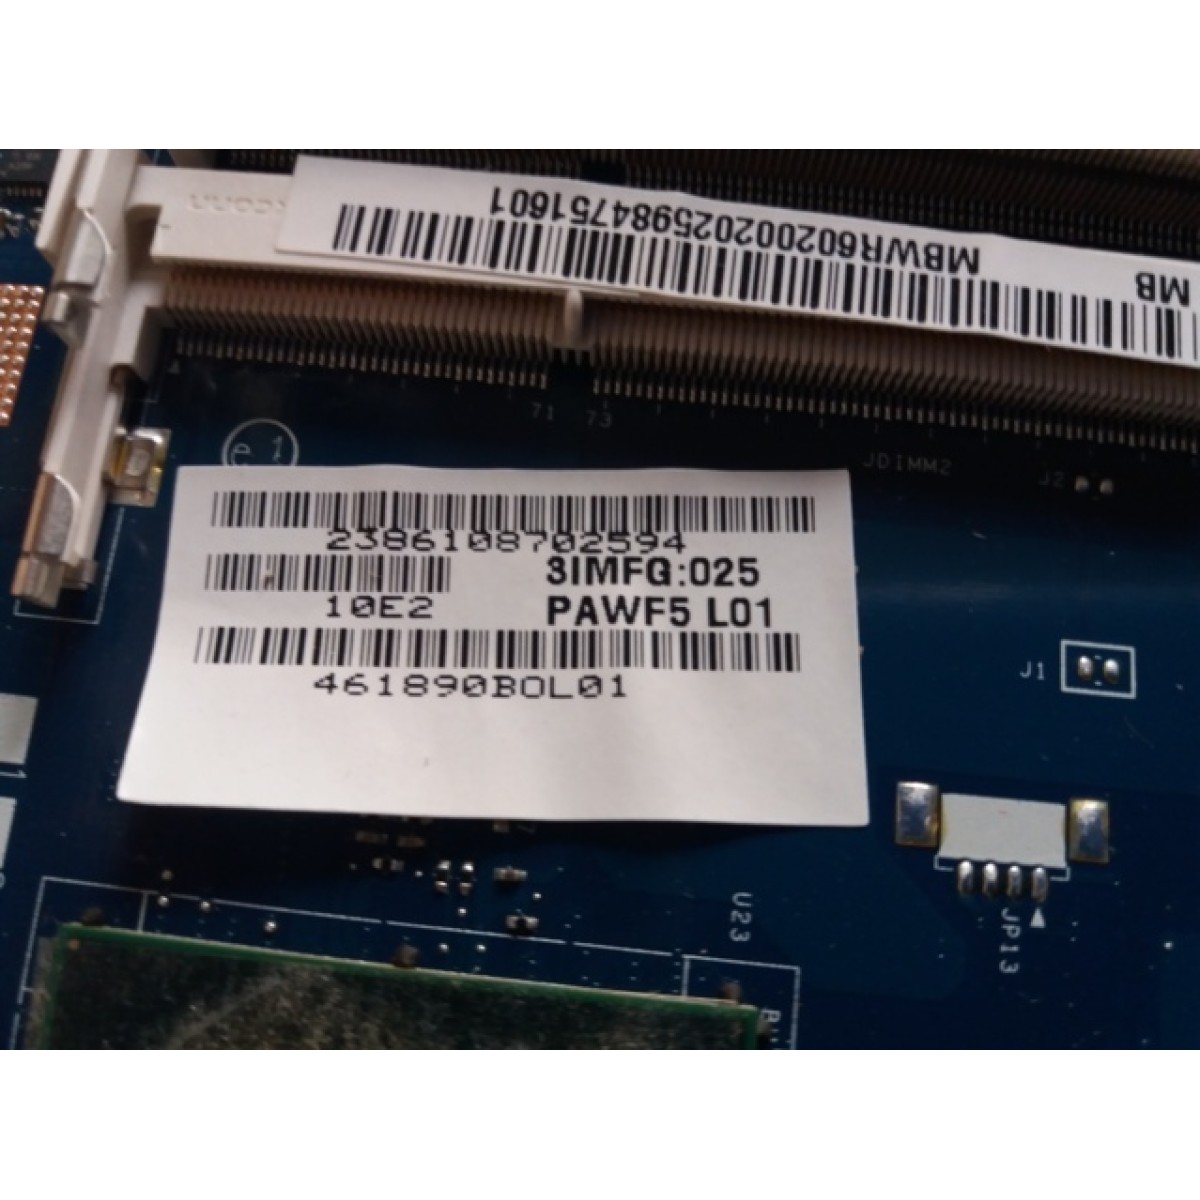 MB
MBWR602002025984751601
71 73
JDIMM2
J2
2386108702594
3IMFG:025
10E2
PAWF5 L01
461890BOL01
J1
U23
JP13